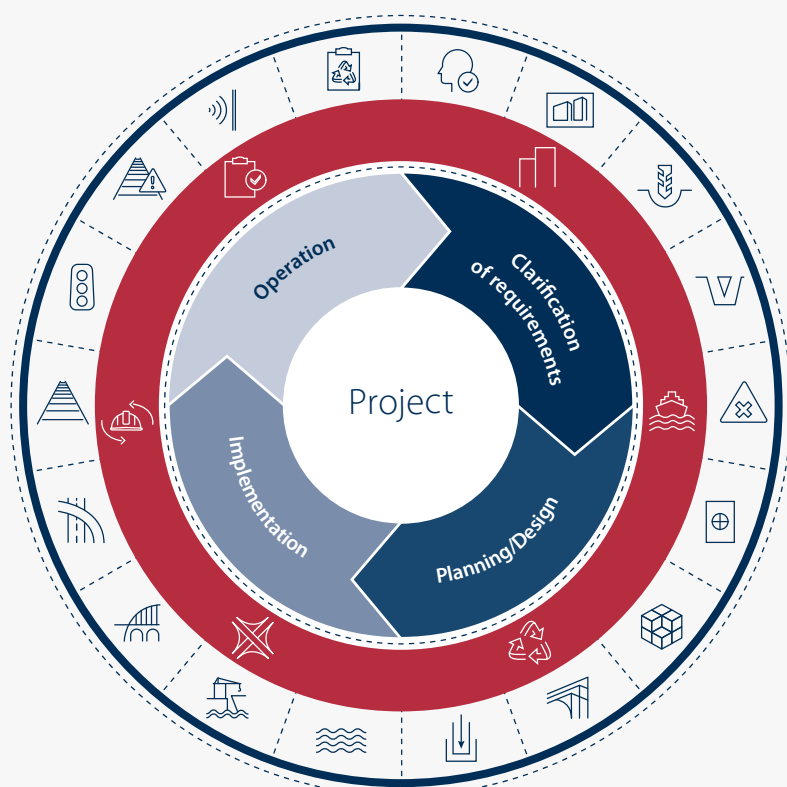 Project
Clarification
of requirements
Planning/Design
Implementation
Operation